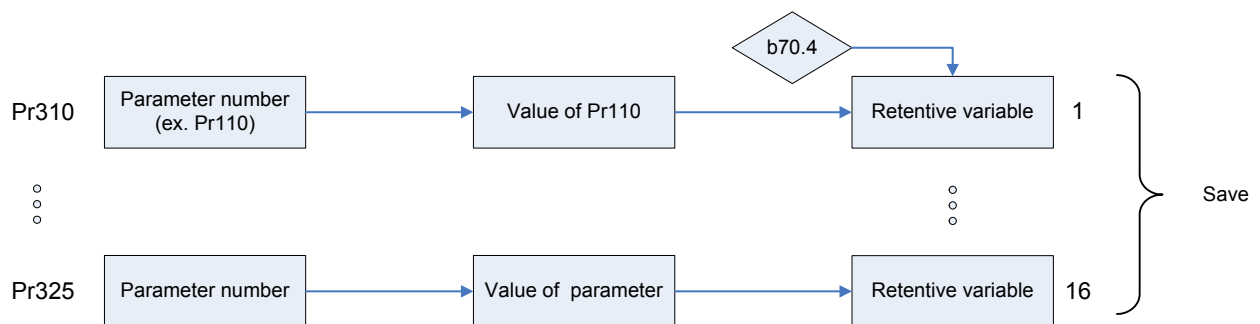 b70.4
Pr310
Parameter number
(ex. Pr110)
Value of Pr110
Retentive variable
1
Save
Pr325
Parameter number
Value of parameter
Retentive variable
16